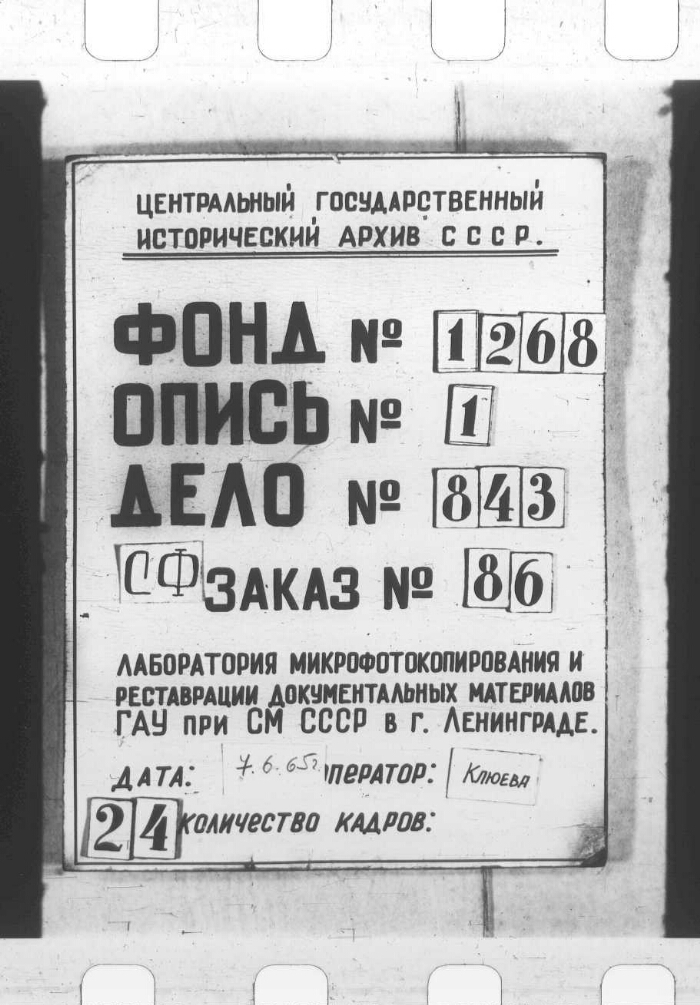 ЦЕНТРАЛЬНЫЙ ГОСУДАРСТВЕННЫЙ
ИСТОРИЧЕСКИЙ АРХИВ СССР.
ФОНД № 1268
ОПИСЬ № 1
ДЕЛО № 843
СФ ЗАКАЗ № 86
ЛАБОРАТОРИЯ МИКРОФОТОКОПИРОВАНИЯ И
РЕСТАВРАЦИИ ДОКУМЕНТАЛЬНЫХ МАТЕРИАЛОВ
ГАУ при СМ СССР в г. Ленинграде.
ДАТА: 7.6.65г. ПЕРАТОР: Клюева
24 КОЛИЧЕСТВО КАДРОВ: